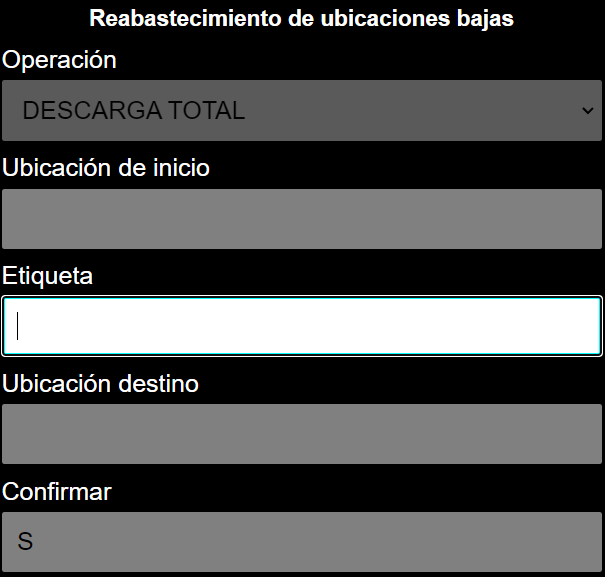 Reabastecimiento de ubicaciones bajas
Operación
DESCARGA TOTAL
Ubicación de inicio
Etiqueta
Ubicación destino
Confirmar
S